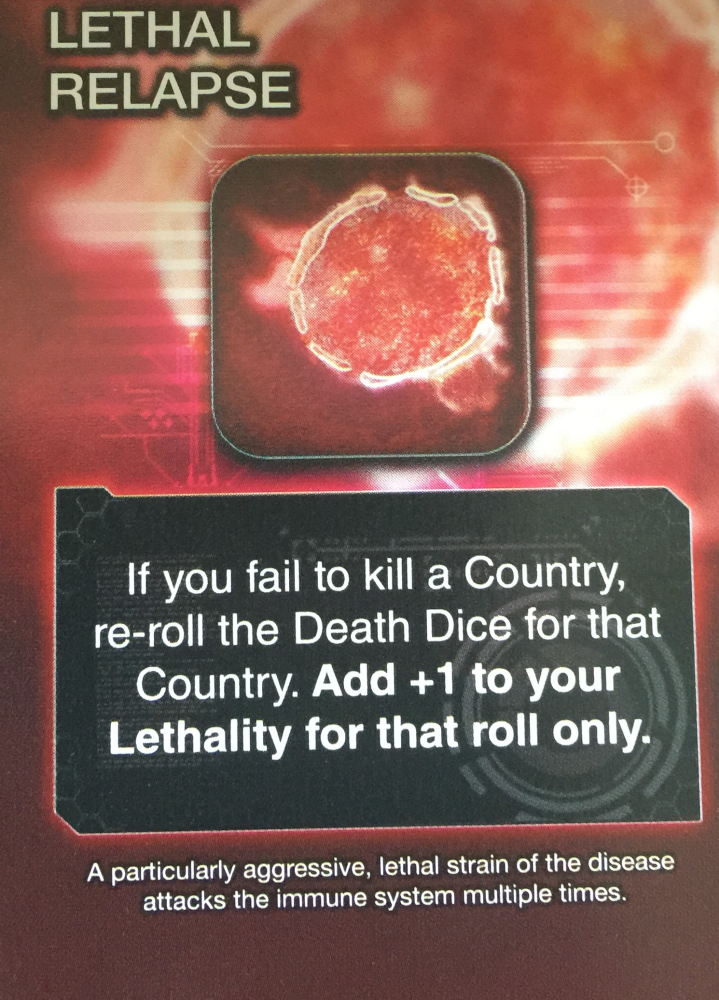 LETHAL
RELAPSE
If you fail to kill a Country,
re-roll the Death Dice for that
Country. Add +1 to your
Lethality for that roll only.
A particularly aggressive, lethal strain of the disease
attacks the immune system multiple times.